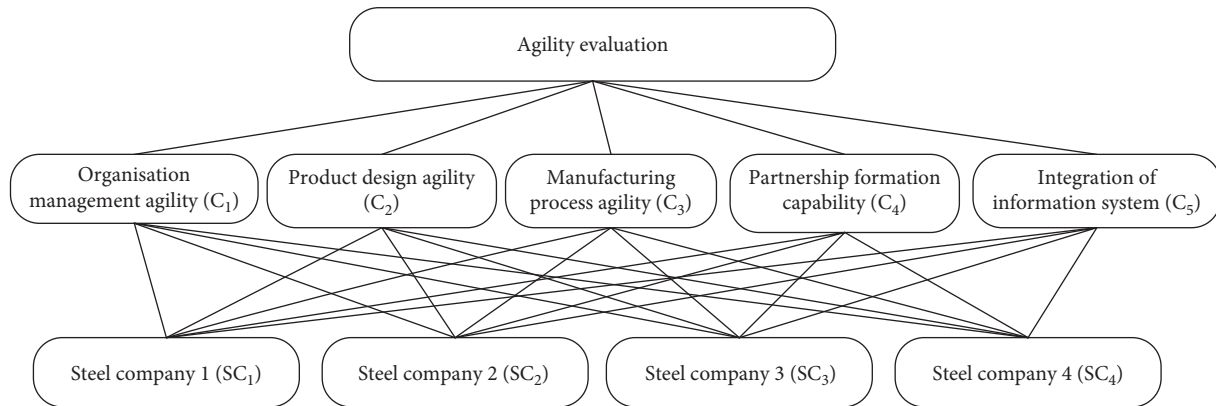 Agility evaluation
Organisation
management agility (C₁)
Product design agility
(C₂)
Manufacturing
process agility (C₃)
Partnership formation
capability (C₄)
Integration of
information system (C₅)
Steel company 1 (SC₁)
Steel company 2 (SC₂)
Steel company 3 (SC₃)
Steel company 4 (SC₄)